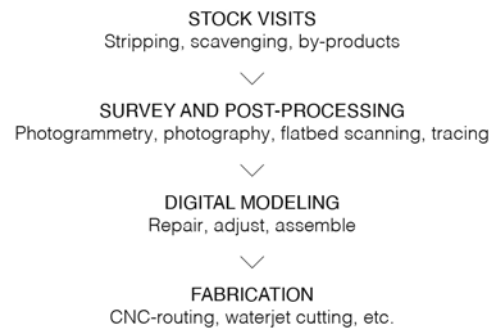 STOCK VISITS
Stripping, scavenging, by-products
SURVEY AND POST-PROCESSING
Photogrammetry, photography, flatbed scanning, tracing
DIGITAL MODELING
Repair, adjust, assemble
FABRICATION
CNC-routing, waterjet cutting, etc.